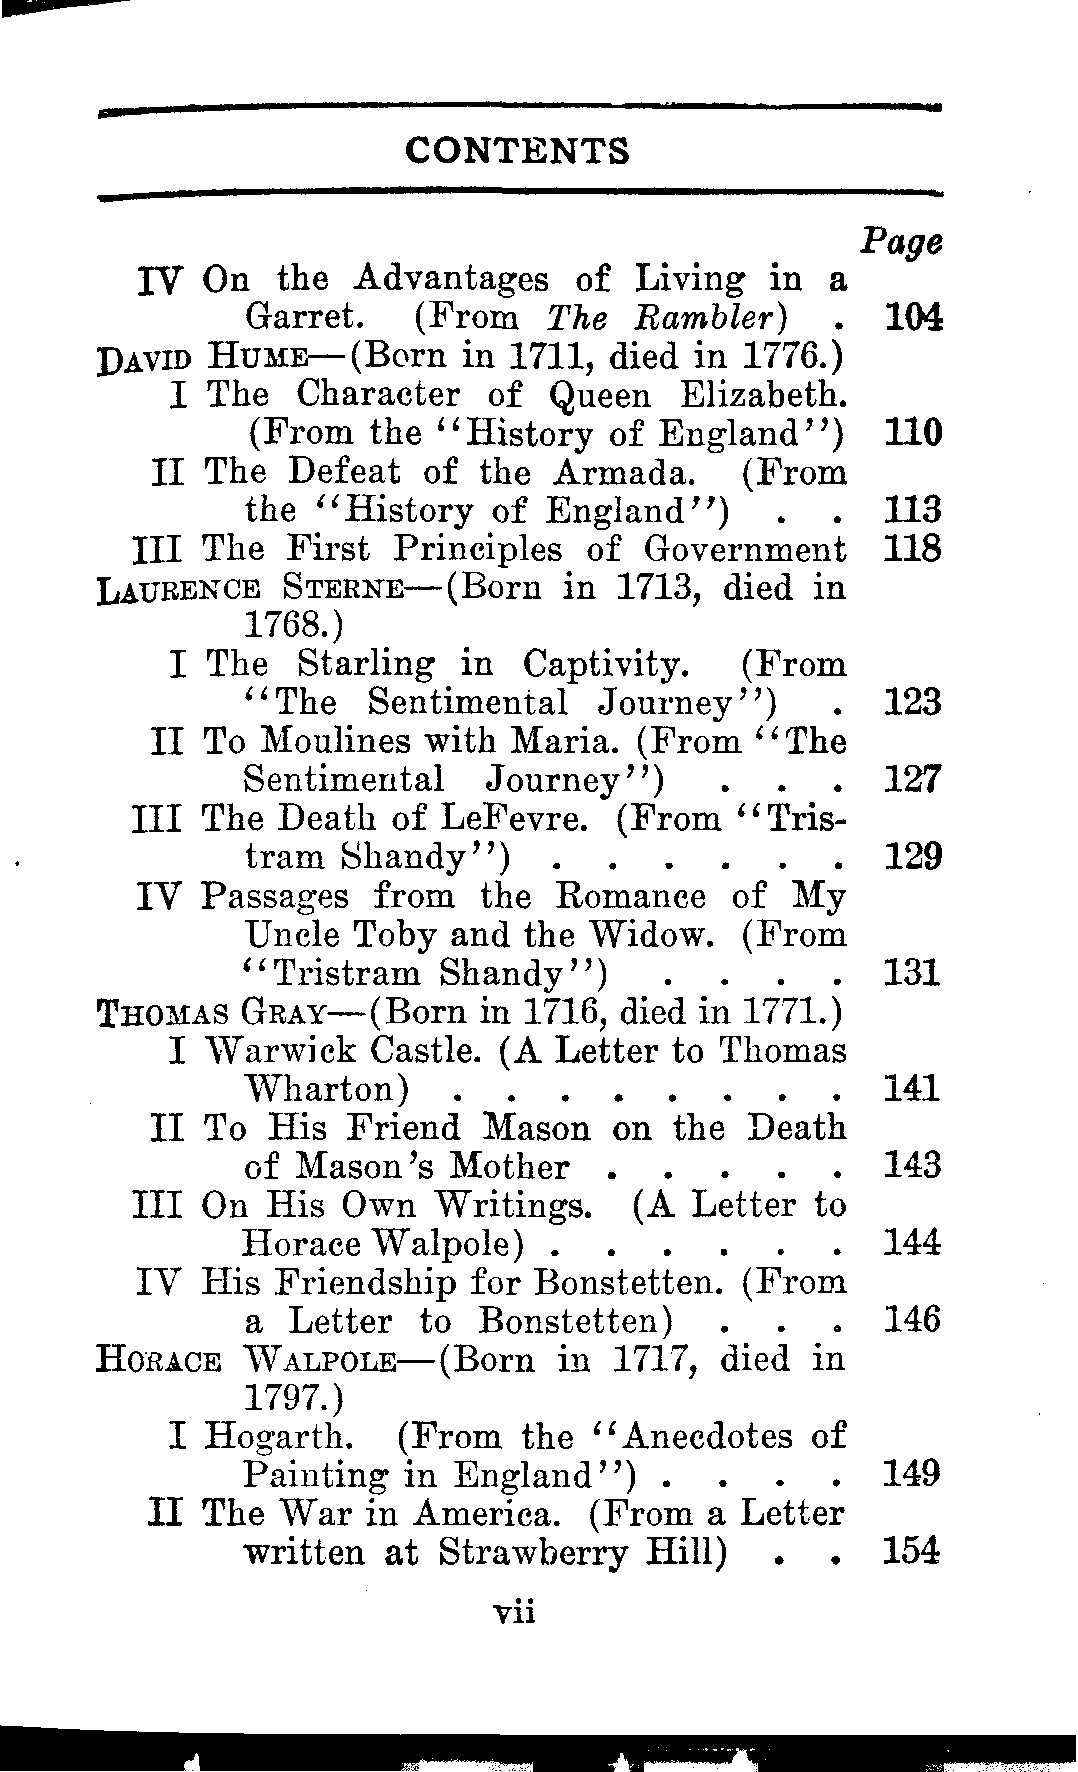 CONTENTS
Page
IV On the Advantages of Living in a
Garret. (From The Rambler) . 104
DAVID HUME—(Born in 1711, died in 1776.)
I The Character of Queen Elizabeth.
(From the "History of England") 110
II The Defeat of the Armada. (From
the "History of England") . . 113
III The First Principles of Government 118
LAURENCE STERNE—(Born in 1713, died in
1768.)
I The Starling in Captivity. (From
"The Sentimental Journey") . 123
II To Moulines with Maria. (From "The
Sentimental Journey") . . . 127
III The Death of LeFevre. (From "Tris-
tram Shandy") . . . . . . 129
IV Passages from the Romance of My
Uncle Toby and the Widow. (From
"Tristram Shandy") . . . . 131
THOMAS GRAY—(Born in 1716, died in 1771.)
I Warwick Castle. (A Letter to Thomas
Wharton) . . . . . . . . 141
II To His Friend Mason on the Death
of Mason's Mother . . . . . 143
III On His Own Writings. (A Letter to
Horace Walpole) . . . . . . 144
IV His Friendship for Bonstetten. (From
a Letter to Bonstetten) . . . 146
HORACE WALPOLE—(Born in 1717, died in
1797.)
I Hogarth. (From the "Anecdotes of
Painting in England") . . . . 149
II The War in America. (From a Letter
written at Strawberry Hill) . . 154
vii